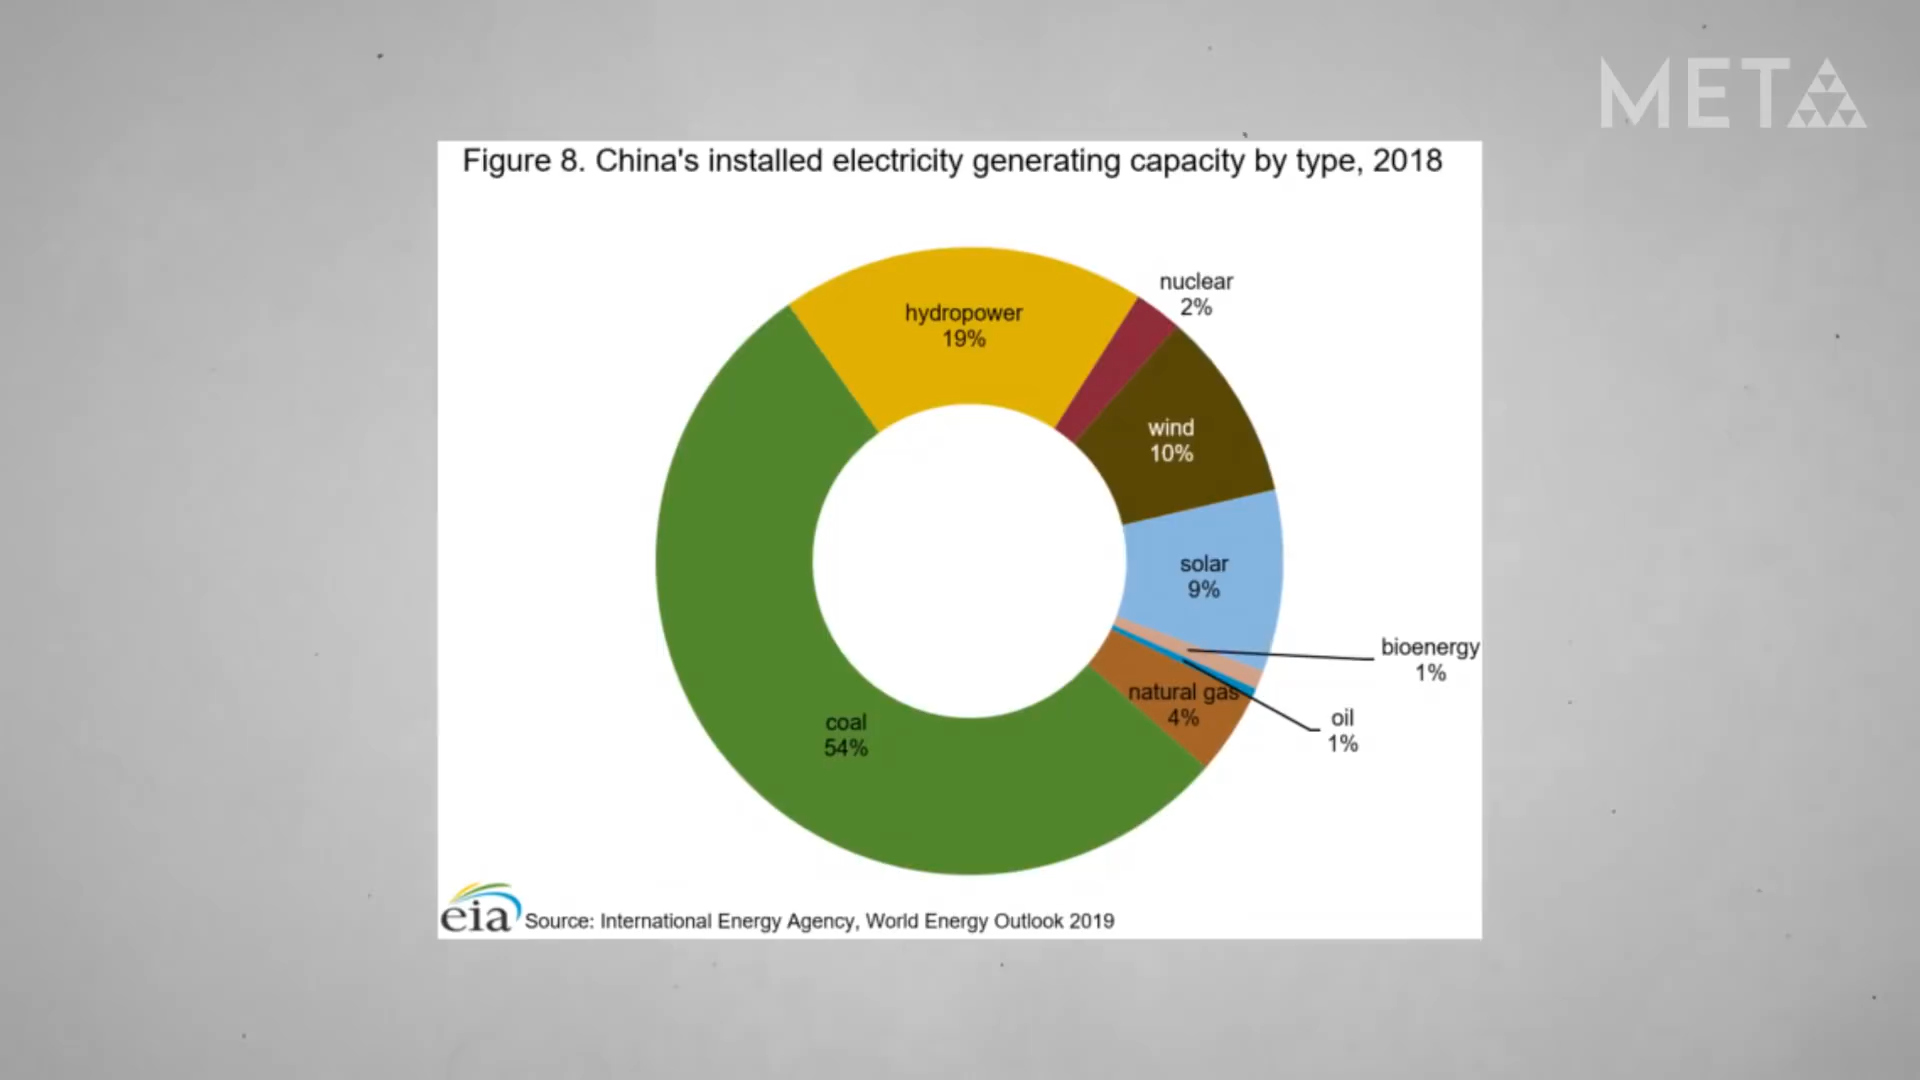 META
Figure 8. China's installed electricity generating capacity by type, 2018
nuclear
2%
hydropower
19%
wind
10%
solar
9%
bioenergy
1%
natural gas
4%
oil
1%
coal
54%
eia
Source: International Energy Agency, World Energy Outlook 2019